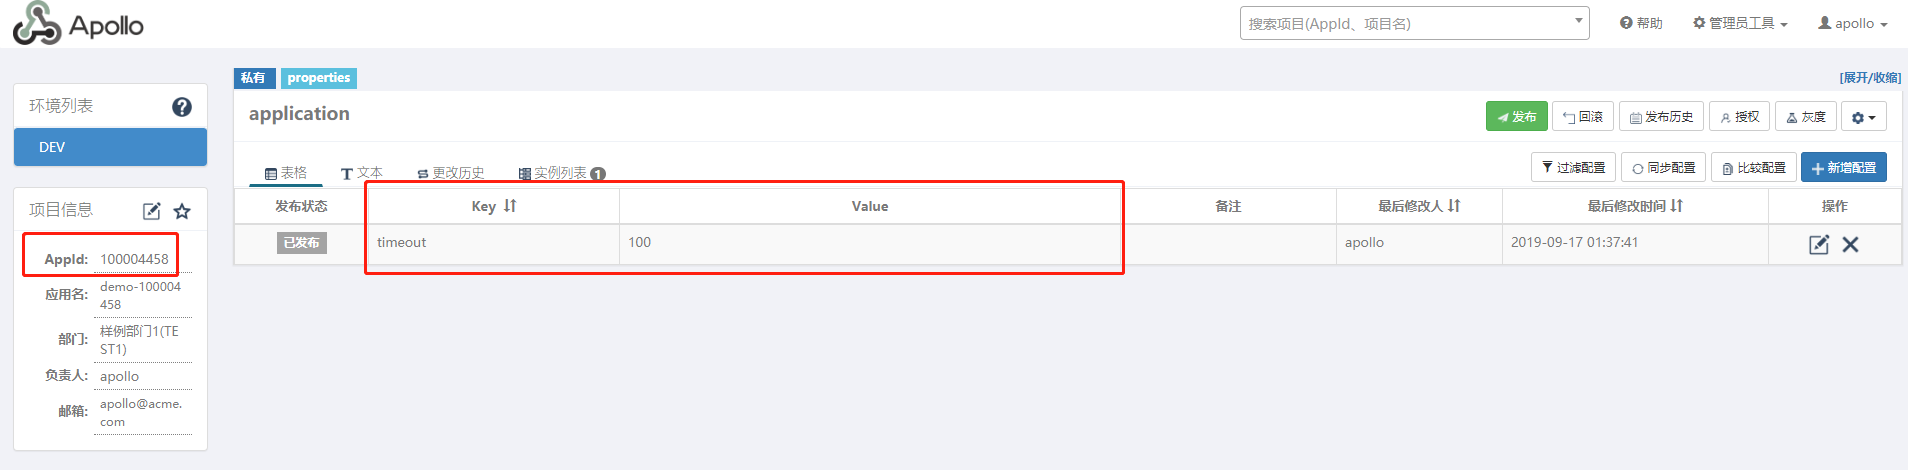 Apollo
搜索项目(AppId、项目名)
帮助
管理员工具
apollo
环境列表
DEV
项目信息
AppId: 100004458
应用名: demo-100004
458
部门: 样例部门1(TE
ST1)
负责人: apollo
邮箱: apollo@acme.
com
私有 properties
[展开/收缩]
application
发布 回滚 发布历史 授权 灰度
表格 文本 更改历史 实例列表 1
过滤配置 同步配置 比较配置 新增配置
发布状态 Key Value 备注 最后修改人 最后修改时间 操作
已发布 timeout 100 apollo 2019-09-17 01:37:41